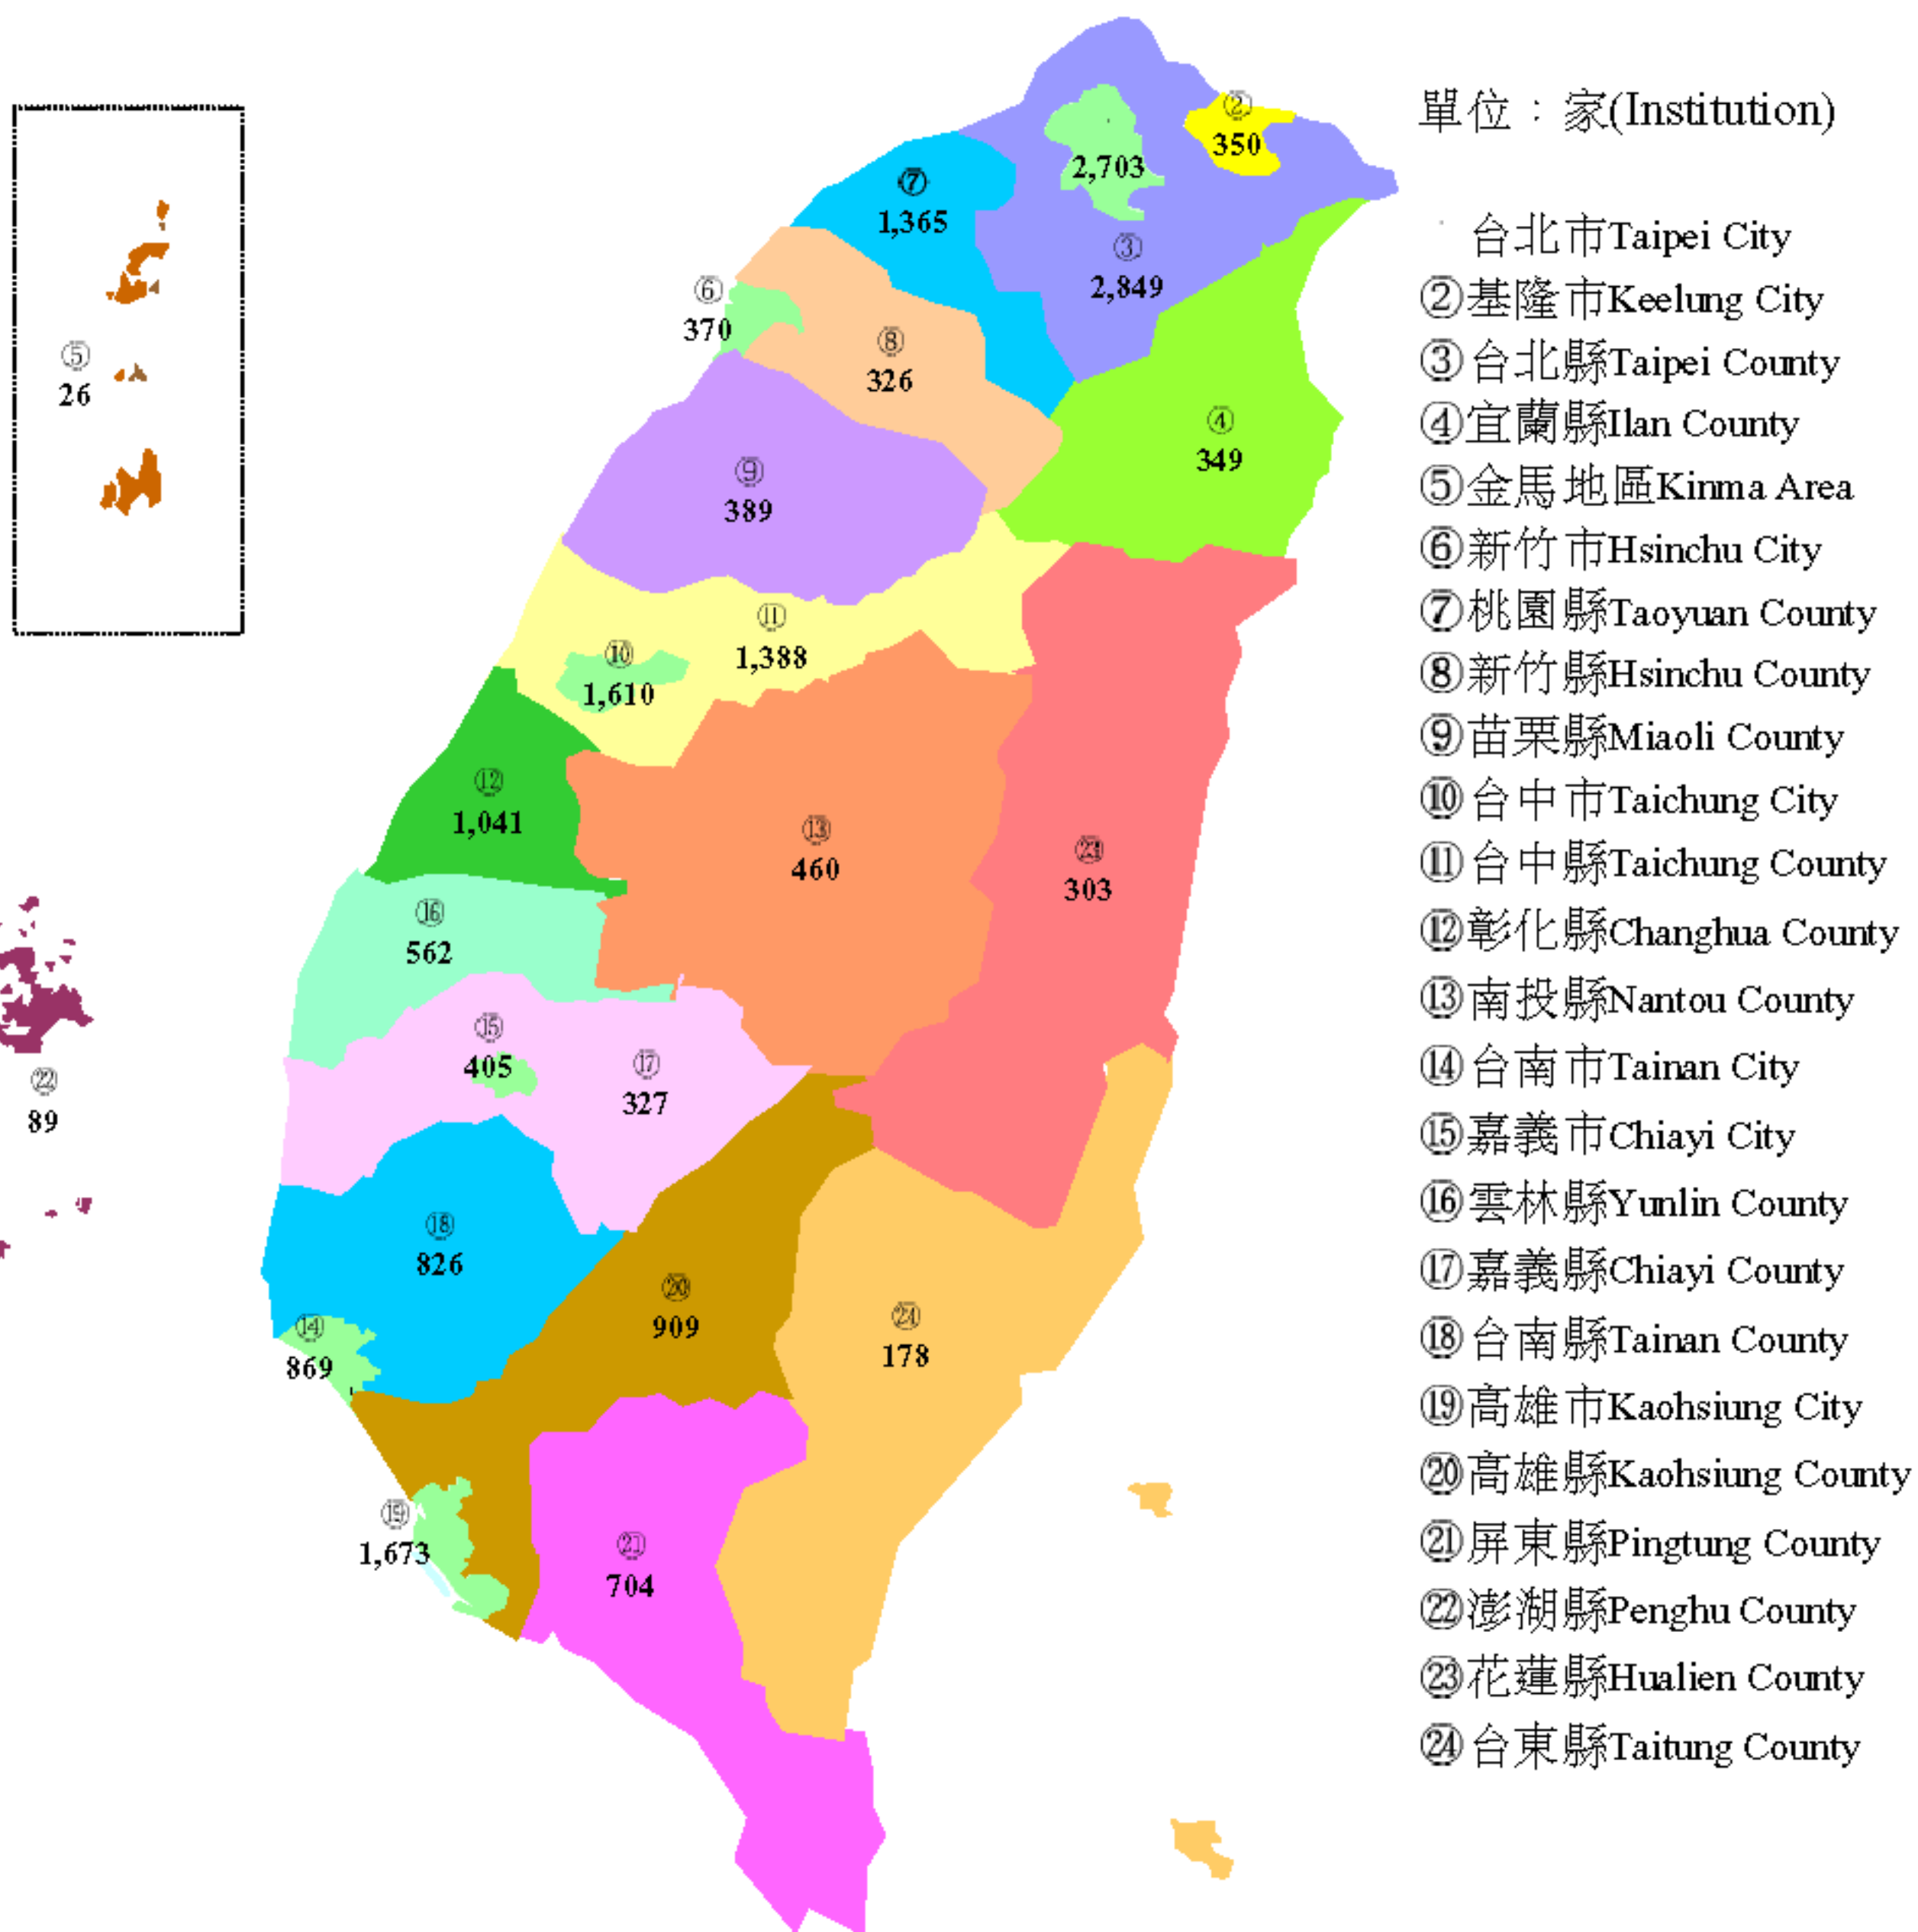 單位：家(Institution)
台北市Taipei City
②基隆市Keelung City
③台北縣Taipei County
④宜蘭縣Ilan County
⑤金馬地區Kinma Area
⑥新竹市Hsinchu City
⑦桃園縣Taoyuan County
⑧新竹縣Hsinchu County
⑨苗栗縣Miaoli County
⑩台中市Taichung City
⑪台中縣Taichung County
⑫彰化縣Changhua County
⑬南投縣Nantou County
⑭台南市Tainan City
⑮嘉義市Chiayi City
⑯雲林縣Yunlin County
⑰嘉義縣Chiayi County
⑱台南縣Tainan County
⑲高雄市Kaohsiung City
⑳高雄縣Kaohsiung County
㉑屏東縣Pingtung County
㉒澎湖縣Penghu County
㉓花蓮縣Hualien County
㉔台東縣Taitung County
②
350
2,703
⑦
1,365
③
2,849
⑥
370
⑧
326
⑤
26
④
349
⑨
389
⑪
1,388
⑩
1,610
⑫
1,041
⑬
460
㉓
303
⑯
562
⑮
405
⑰
327
㉒
89
⑱
826
⑳
909
㉔
178
⑭
869
⑲
1,673
㉑
704